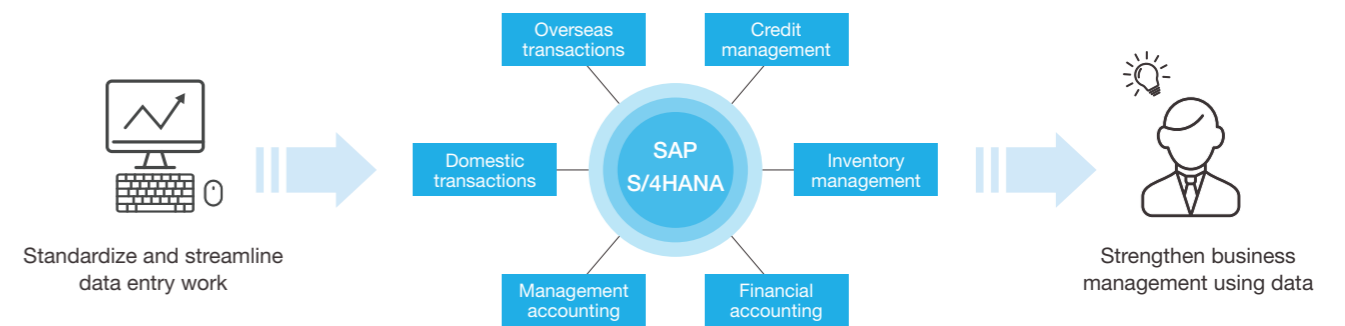 Overseas
transactions
Credit
management
Domestic
transactions
SAP
S/4HANA
Inventory
management
Standardize and streamline
data entry work
Strengthen business
management using data
Management
accounting
Financial
accounting